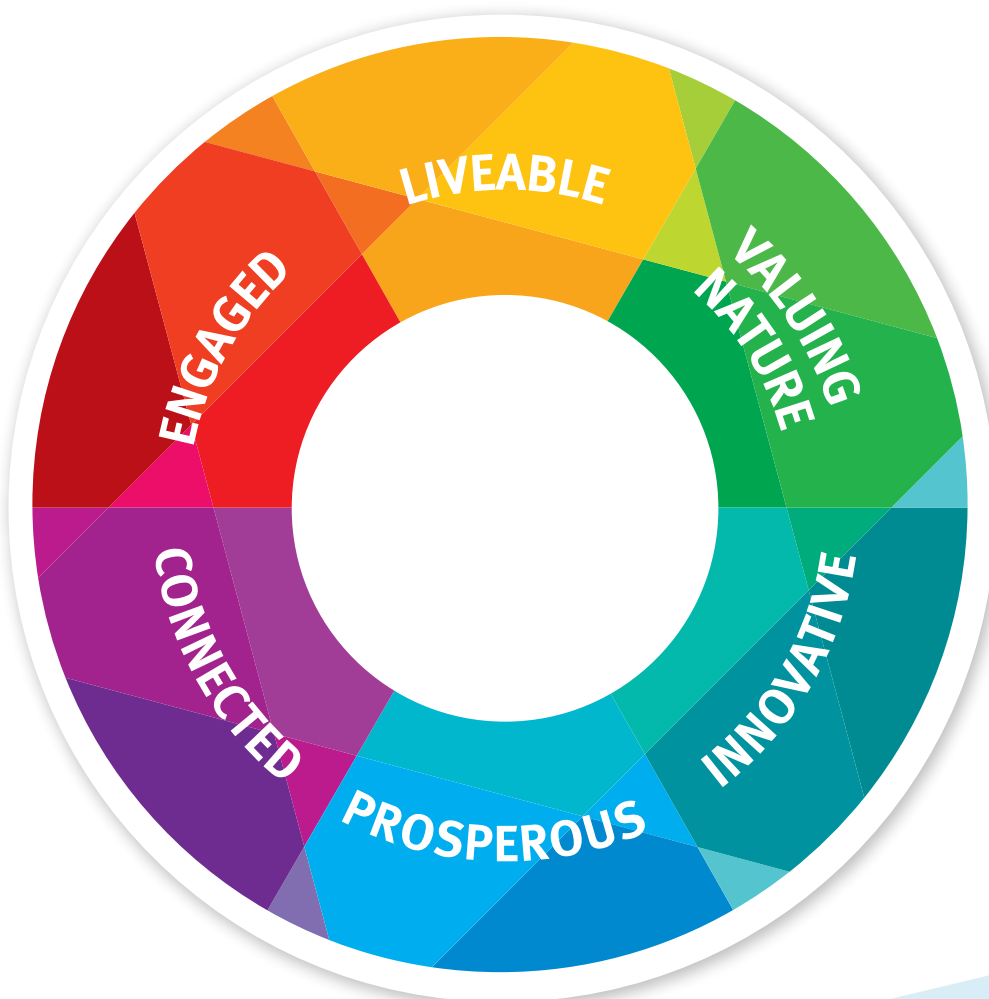 LIVEABLE
VALUING
NATURE
INNOVATIVE
PROSPEROUS
CONNECTED
ENGAGED